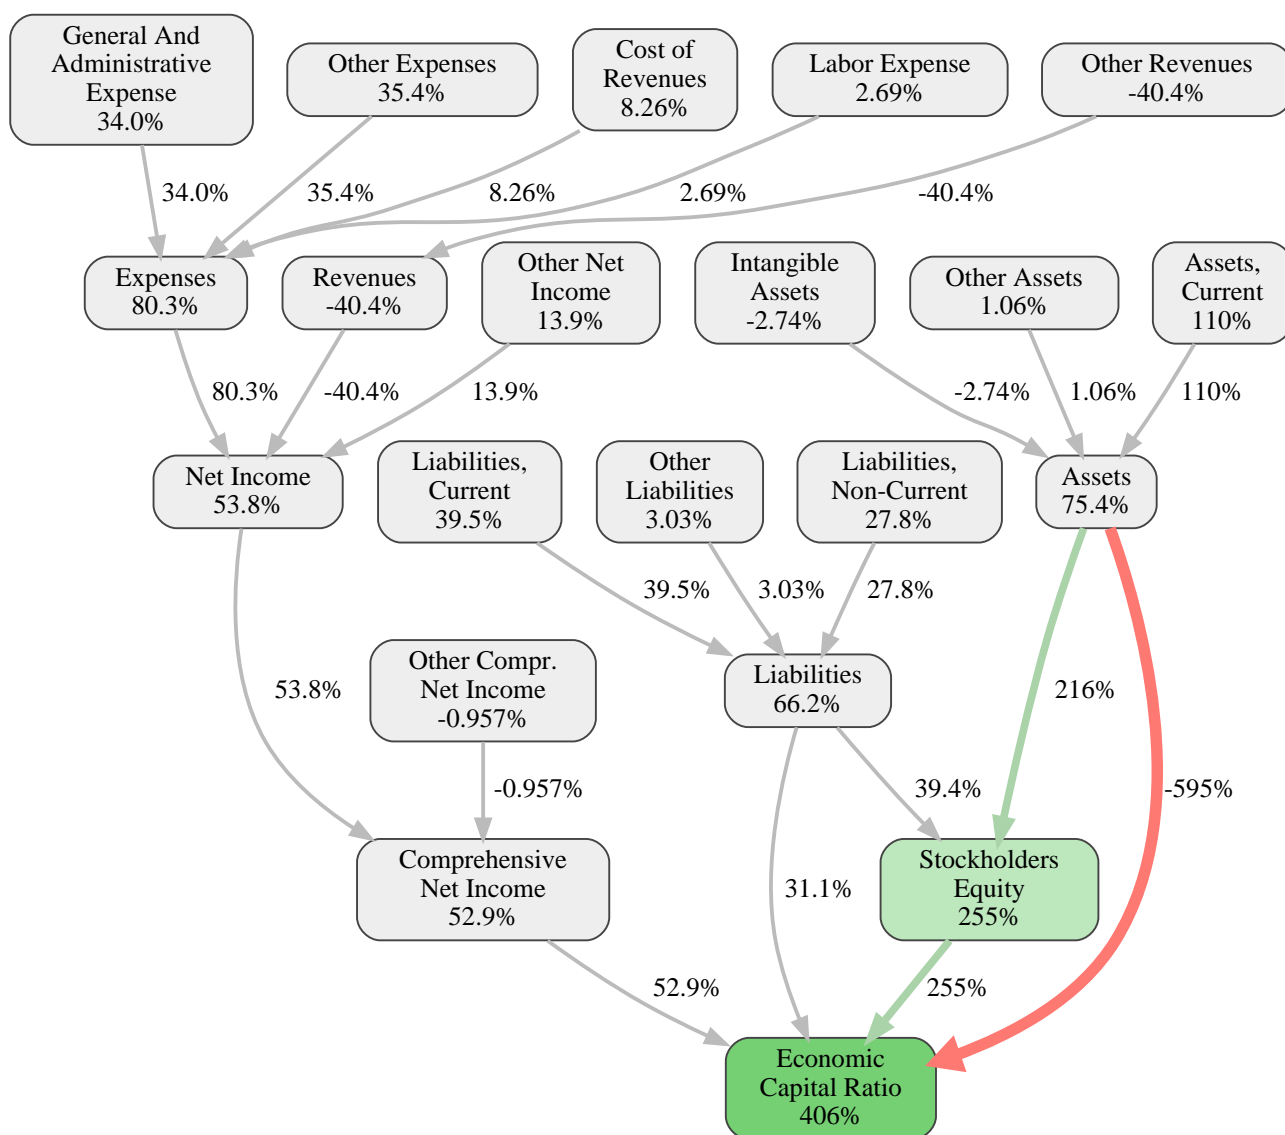 General And
Administrative
Expense
34.0%
Other Expenses
35.4%
Cost of
Revenues
8.26%
Labor Expense
2.69%
Other Revenues
-40.4%
34.0%
35.4%
8.26%
2.69%
-40.4%
Expenses
80.3%
Revenues
-40.4%
Other Net
Income
13.9%
Intangible
Assets
-2.74%
Other Assets
1.06%
Assets,
Current
110%
80.3%
-40.4%
13.9%
-2.74%
1.06%
110%
Net Income
53.8%
Liabilities,
Current
39.5%
Other
Liabilities
3.03%
Liabilities,
Non-Current
27.8%
Assets
75.4%
39.5%
3.03%
27.8%
53.8%
Other Compr.
Net Income
-0.957%
Liabilities
66.2%
216%
-0.957%
39.4%
-595%
Comprehensive
Net Income
52.9%
31.1%
Stockholders
Equity
255%
52.9%
255%
Economic
Capital Ratio
406%